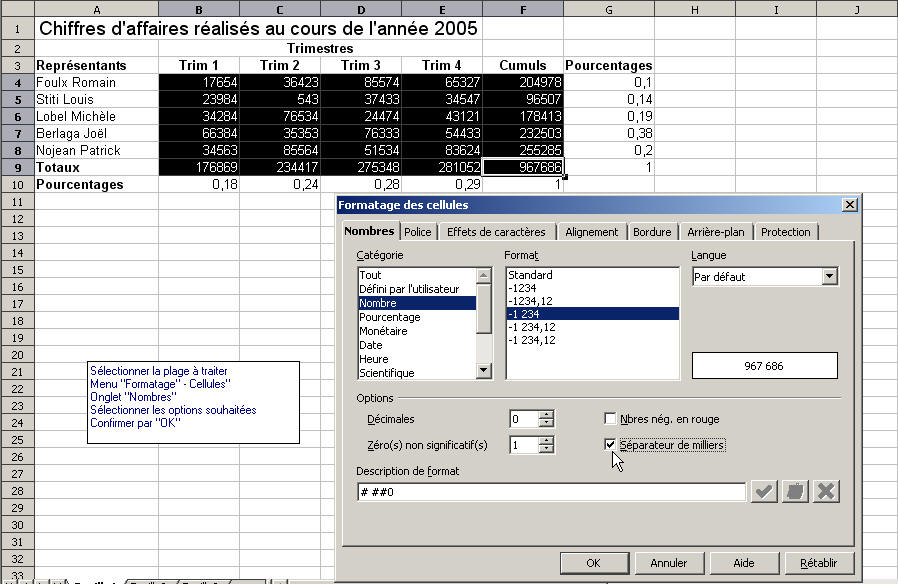 A B C D E F G H I J
1 Chiffres d'affaires réalisés au cours de l'année 2005
2 Trimestres
3 Représentants Trim 1 Trim 2 Trim 3 Trim 4 Cumuls Pourcentages
4 Foulx Romain 17654 36423 85574 65327 204978 0,1
5 Stiti Louis 23984 543 37433 34547 96507 0,14
6 Lobel Michèle 34284 76534 24474 43121 178413 0,19
7 Berlaga Joël 66384 35353 76333 54433 232503 0,38
8 Nojean Patrick 34563 85564 51534 83624 255285 0,2
9 Totaux 176869 234417 275348 281052 967686 1
10 Pourcentages 0,18 0,24 0,28 0,29 1
11
12
13
14
15
16
17
18
19
20
21
22
23
24
25
26
27
28
29
30
31
32
33
Sélectionner la plage à traiter
Menu "Formatage" - Cellules"
Onglet "Nombres"
Sélectionner les options souhaitées
Confirmer par "OK"
Formatage des cellules
Nombres Police Effets de caractères Alignement Bordure Arrière-plan Protection
Catégorie Format Langue
Tout
Défini par l'utilisateur
Nombre
Pourcentage
Monétaire
Date
Heure
Scientifique
Standard
-1234
-1234,12
-1 234
-1 234,12
-1 234,12
Par défaut
967 686
Options
Décimales 0 Nbres nég. en rouge
Zéro(s) non significatif(s) 1 Séparateur de milliers
Description de format
# ##0
OK Annuler Aide Rétablir